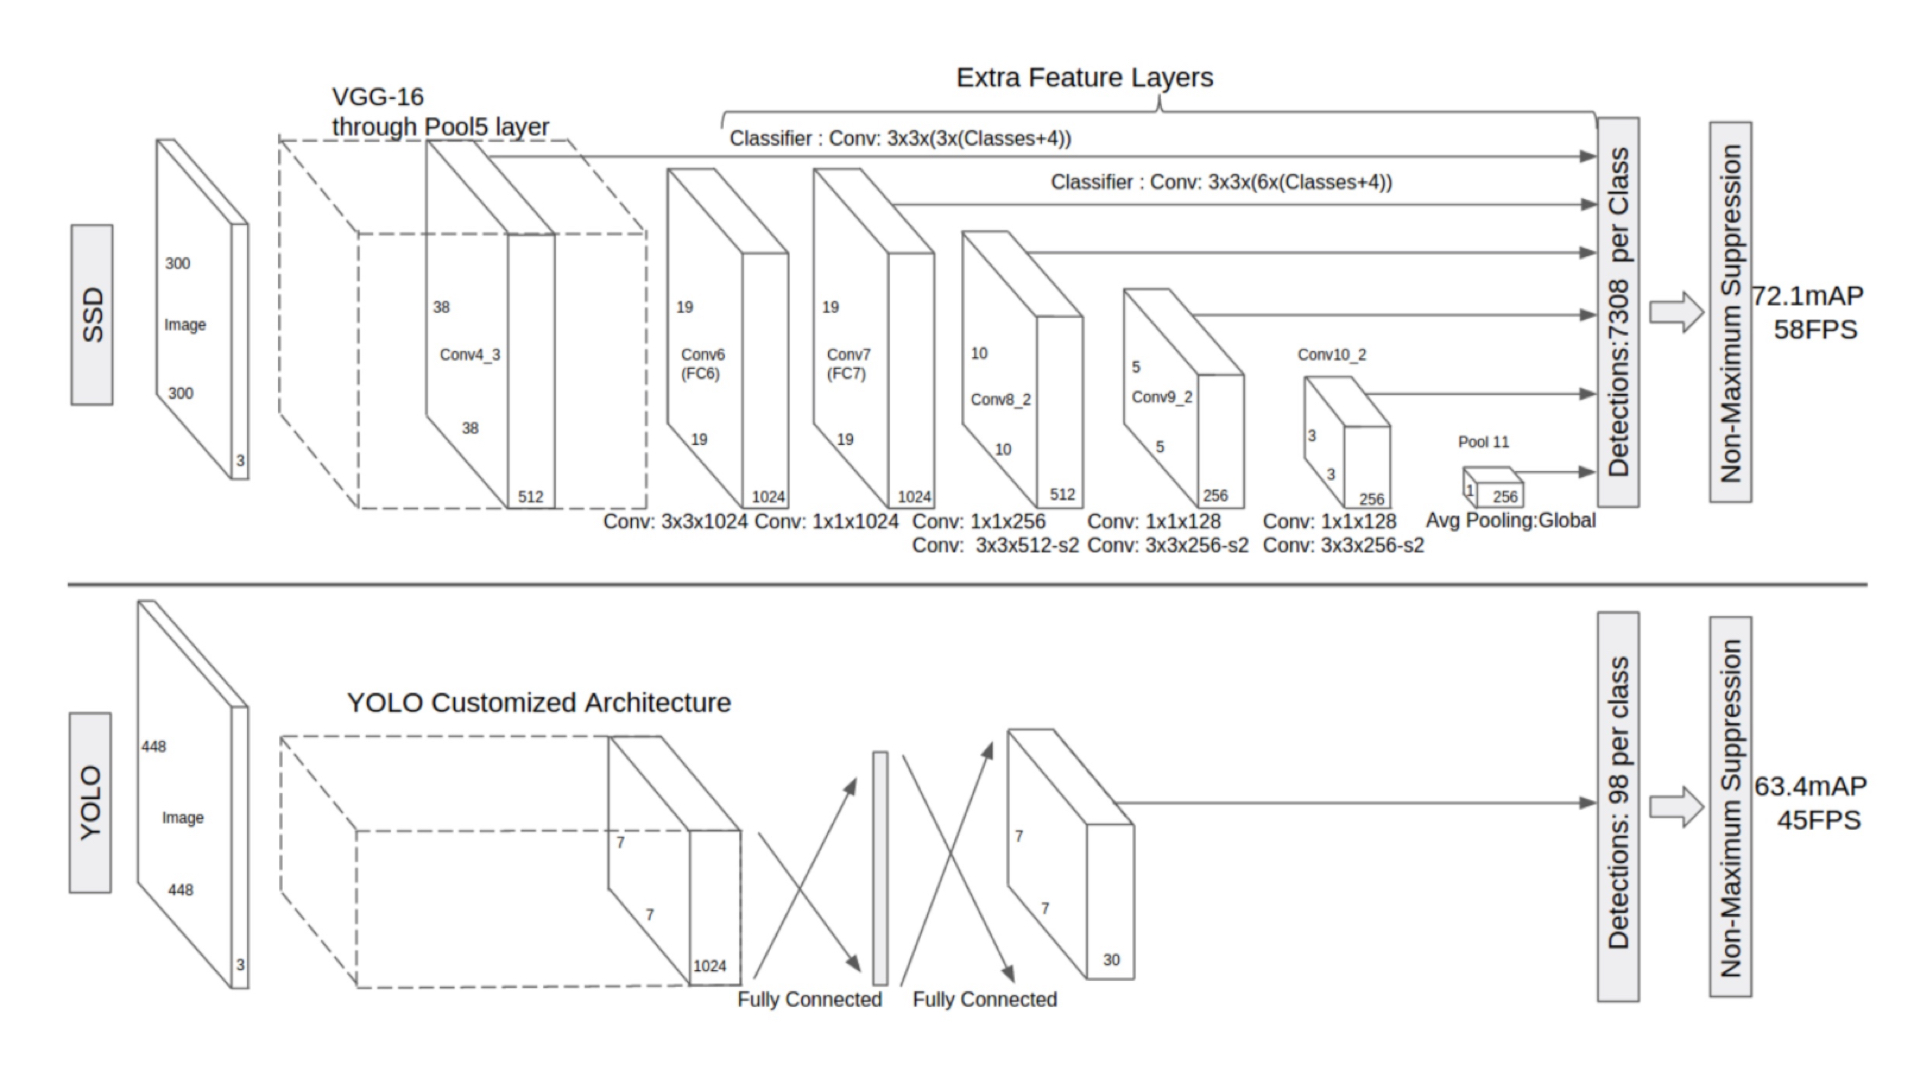 Extra Feature Layers
VGG-16
through Pool5 layer
Classifier : Conv: 3x3x(3x(Classes+4))
Classifier : Conv: 3x3x(6x(Classes+4))
SSD
300
Image
300
3
38
Conv4_3
38
512
19
Conv6
(FC6)
19
1024
19
Conv7
(FC7)
19
1024
10
Conv8_2
10
512
5
Conv9_2
5
256
Conv10_2
3
3
256
Pool 11
1
256
Conv: 3x3x1024
Conv: 1x1x1024
Conv: 1x1x256
Conv: 3x3x512-s2
Conv: 1x1x128
Conv: 3x3x256-s2
Conv: 1x1x128
Conv: 3x3x256-s2
Avg Pooling:Global
Detections:7308 per Class
Non-Maximum Suppression
72.1mAP
58FPS
YOLO
448
Image
448
3
YOLO Customized Architecture
7
7
1024
Fully Connected
Fully Connected
7
7
30
Detections: 98 per class
Non-Maximum Suppression
63.4mAP
45FPS